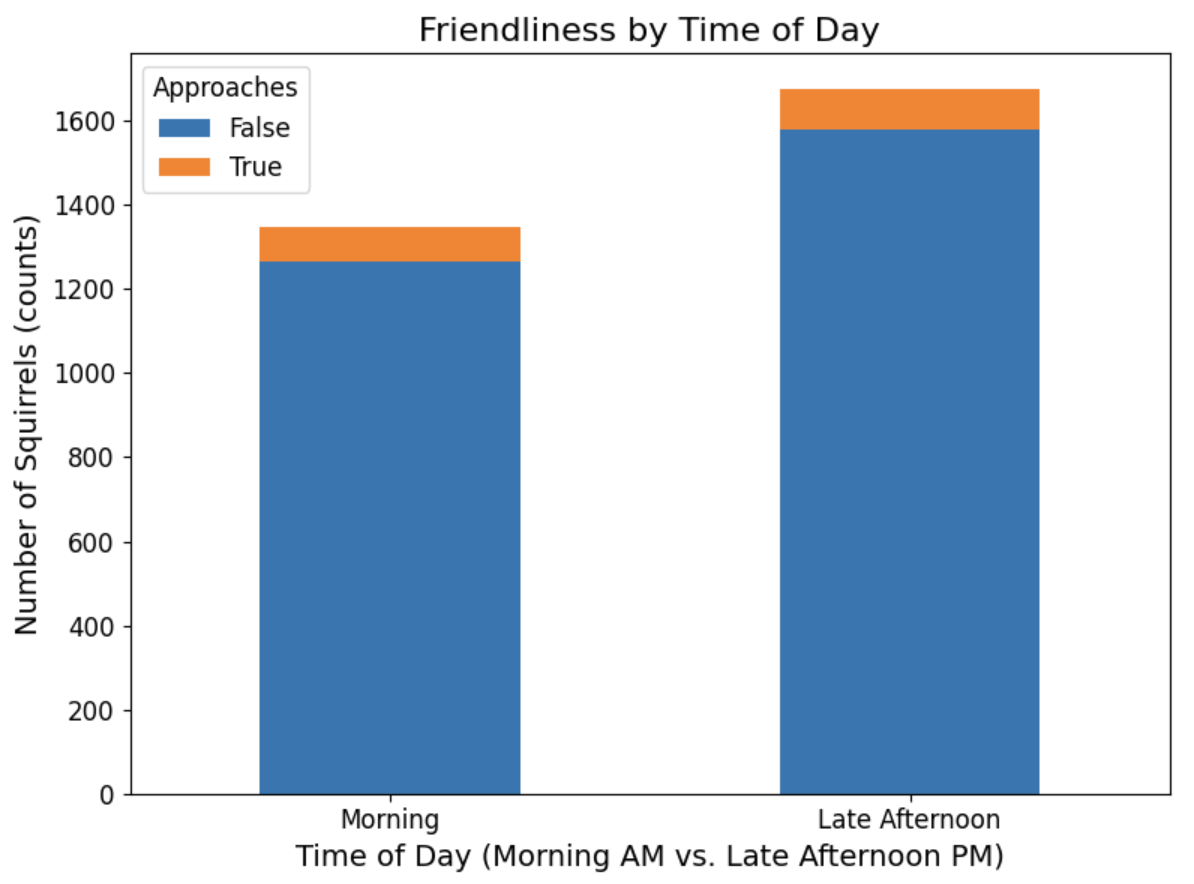 Friendliness by Time of Day
Approaches
False
True
Number of Squirrels (counts)
1600
1400
1200
1000
800
600
400
200
0
Morning
Late Afternoon
Time of Day (Morning AM vs. Late Afternoon PM)